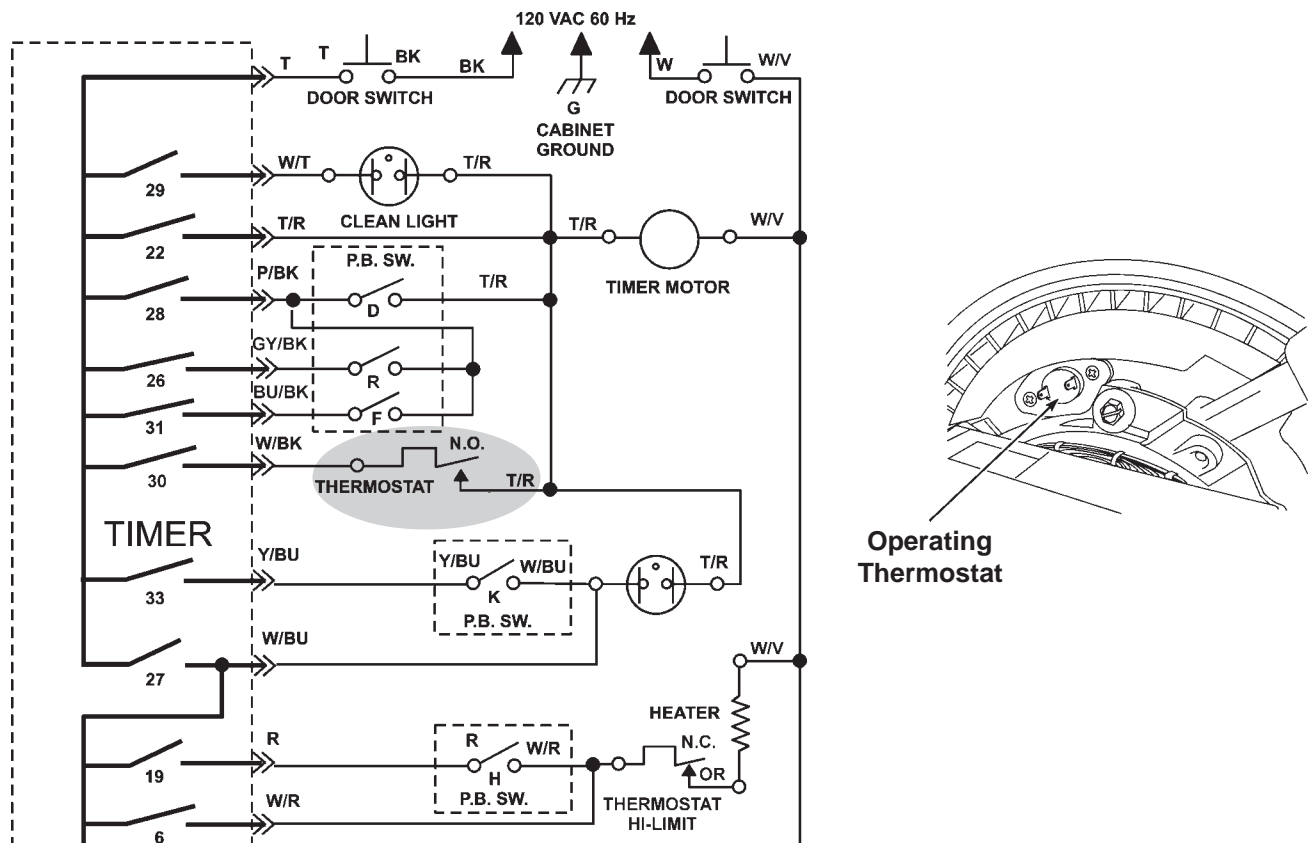 120 VAC 60 Hz
T
T
BK
BK
W
W/V
DOOR SWITCH
DOOR SWITCH
G
CABINET
GROUND
W/T
T/R
29
CLEAN LIGHT
T/R
T/R
W/V
22
P.B. SW.
P/BK
T/R
TIMER MOTOR
D
28
GY/BK
R
26
BU/BK
F
31
W/BK
N.O.
30
THERMOSTAT
T/R
TIMER
Y/BU
Y/BU
W/BU
T/R
K
33
P.B. SW.
W/BU
W/V
27
HEATER
R
R
W/R
N.C.
OR
19
H
P.B. SW.
W/R
THERMOSTAT
HI-LIMIT
6
Operating
Thermostat